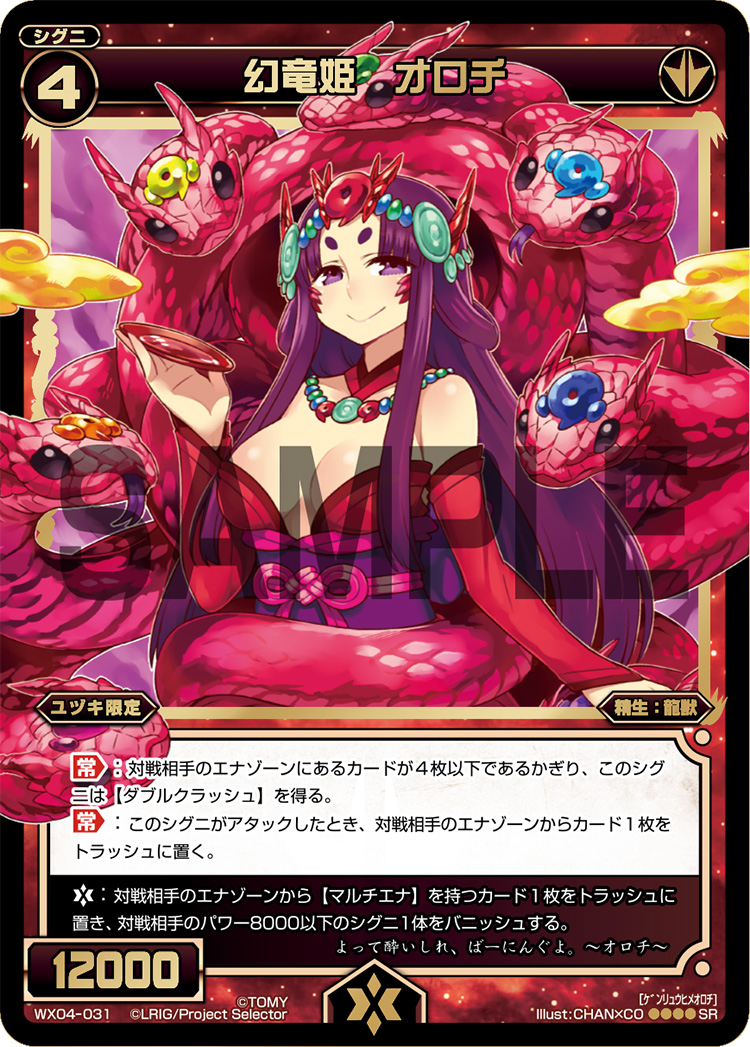 シグニ
4
幻竜姫 オロチ
SAMPLE
ユヅキ限定
精生：龍獣
常：対戦相手のエナゾーンにあるカードが４枚以下であるかぎり、このシグ
ニは【ダブルクラッシュ】を得る。
常：このシグニがアタックしたとき、対戦相手のエナゾーンからカード１枚を
トラッシュに置く。
：対戦相手のエナゾーンから【マルチエナ】を持つカード１枚をトラッシュに
置き、対戦相手のパワー8000以下のシグニ1体をバニッシュする。
よって酔いしれ、ばーにんぐよ。～オロチ～
12000
©TOMY
[ｹﾞﾝﾘｭｳﾋﾒｵﾛﾁ]
WX04-031 ©LRIG/Project Selector
Illust:CHAN×CO SR